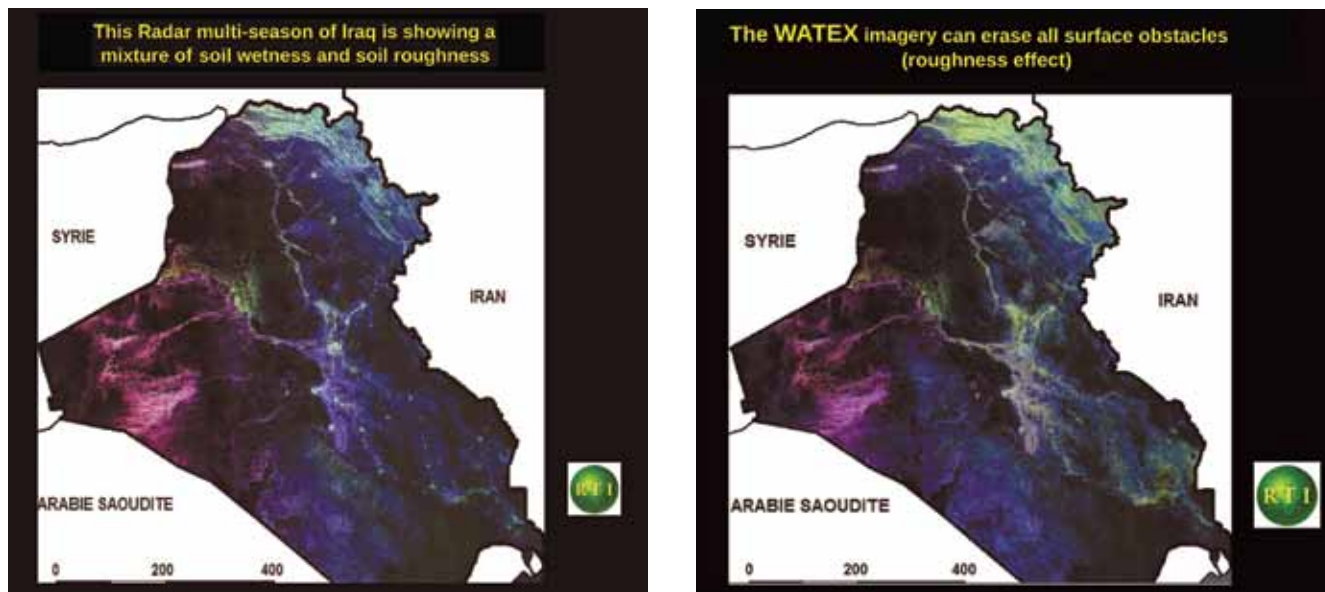 This Radar multi-season of Iraq is showing a
mixture of soil wetness and soil roughness
SYRIE
IRAN
ARABIE SAOUDITE
RTI
0 200 400
The WATEX imagery can erase all surface obstacles
(roughness effect)
SYRIE
IRAN
ARABIE SAOUDITE
RTI
0 200 400